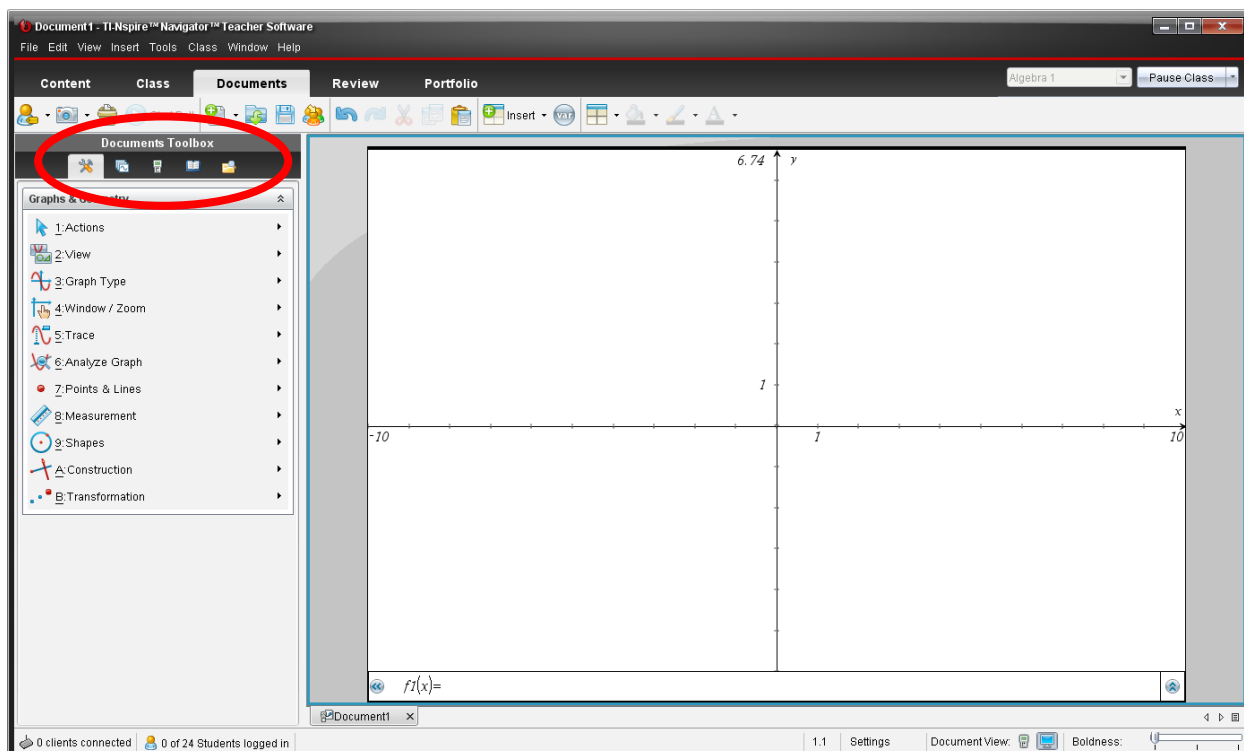 Document1 - TI-Nspire™ Navigator™ Teacher Software
File Edit View Insert Tools Class Window Help
Content Class Documents Review Portfolio
Algebra 1 Pause Class
Insert var
Documents Toolbox
Graphs & Geometry
1:Actions
2:View
3:Graph Type
4:Window / Zoom
5:Trace
6:Analyze Graph
7:Points & Lines
8:Measurement
9:Shapes
A:Construction
B:Transformation
6.74 y
1
x
-10 1 10
f1(x)=
Document1
0 clients connected 0 of 24 Students logged in 1.1 Settings Document View: Boldness: